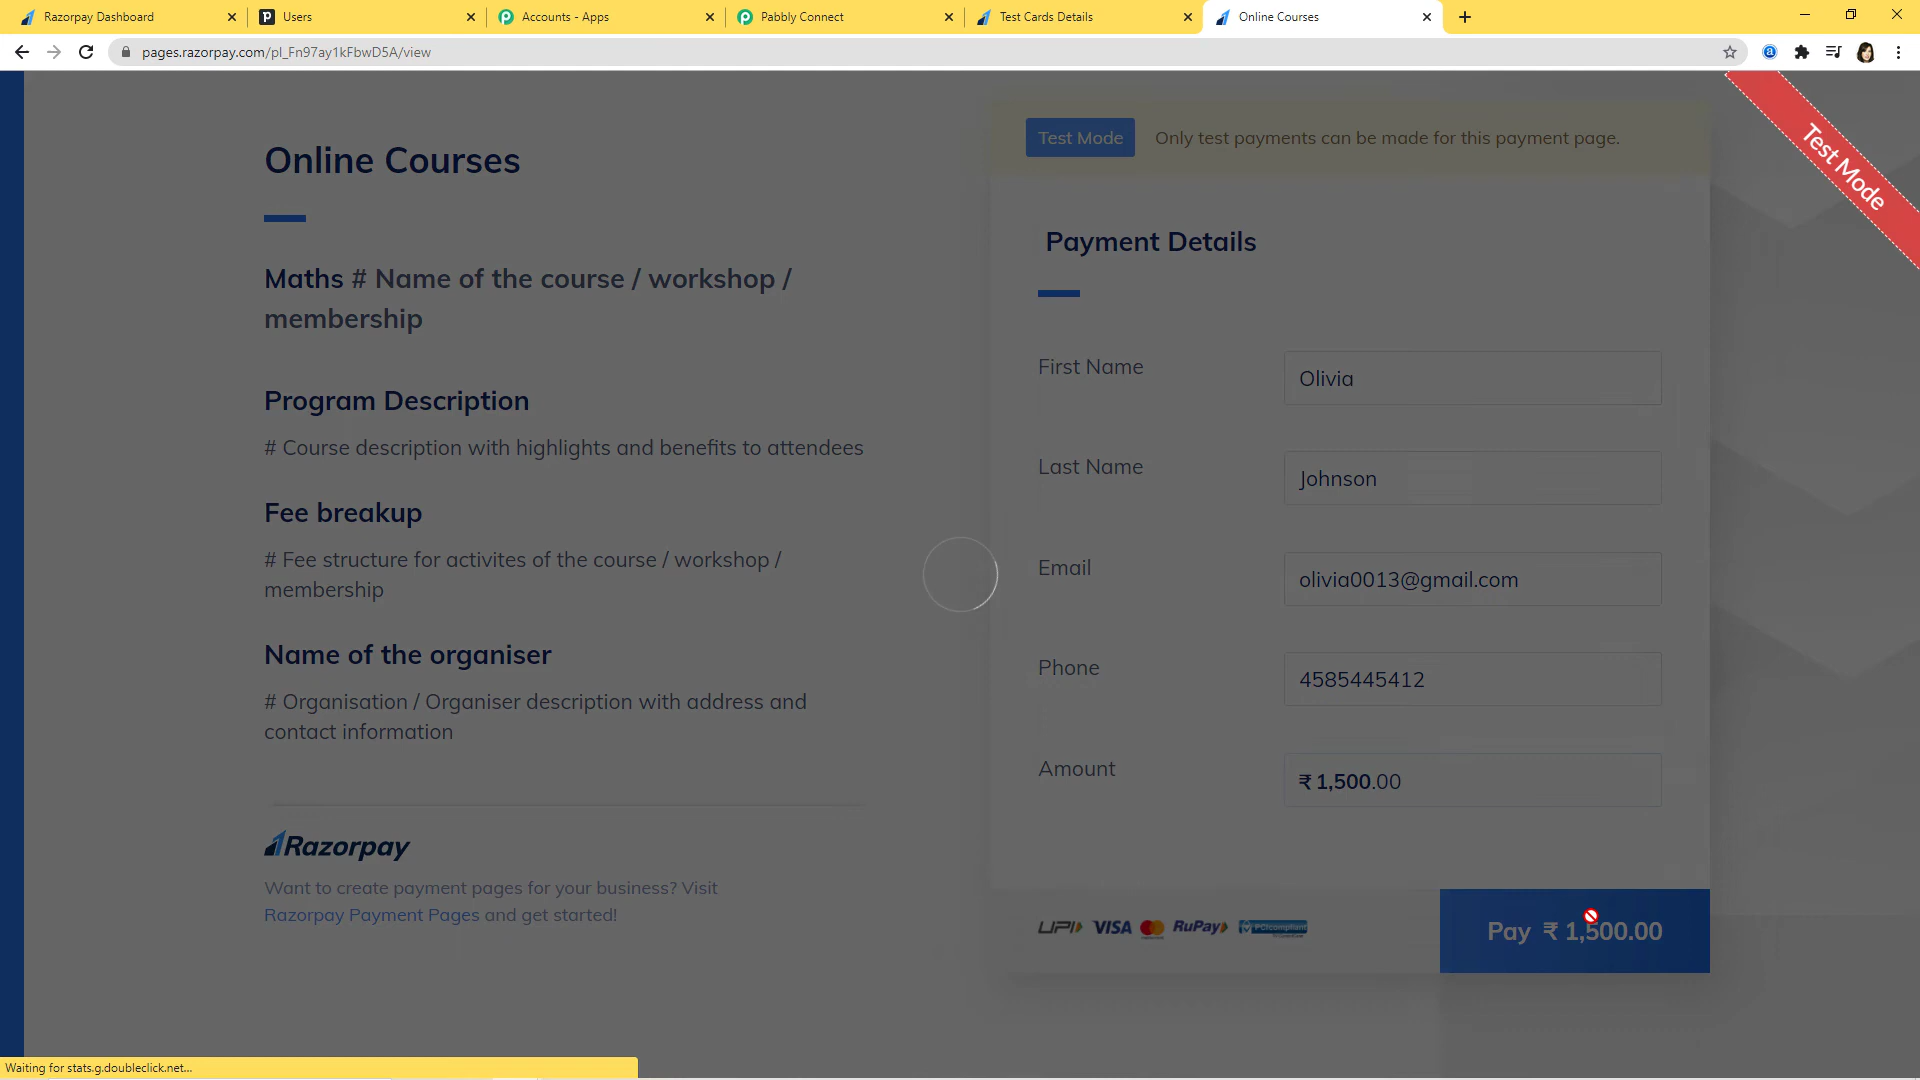 Razorpay Dashboard
Users
Accounts - Apps
Pabbly Connect
Test Cards Details
Online Courses
pages.razorpay.com/pl_Fn97ay1kFbwD5A/view
Test Mode
Online Courses
Maths # Name of the course / workshop /
membership
Program Description
# Course description with highlights and benefits to attendees
Fee breakup
# Fee structure for activites of the course / workshop /
membership
Name of the organiser
# Organisation / Organiser description with address and
contact information
Razorpay
Want to create payment pages for your business? Visit
Razorpay Payment Pages and get started!
Test Mode Only test payments can be made for this payment page.
Payment Details
First Name Olivia
Last Name Johnson
Email olivia0013@gmail.com
Phone 4585445412
Amount ₹ 1,500.00
UPI VISA RuPay PCI compliant
Pay ₹ 1,500.00
Waiting for stats.g.doubleclick.net...